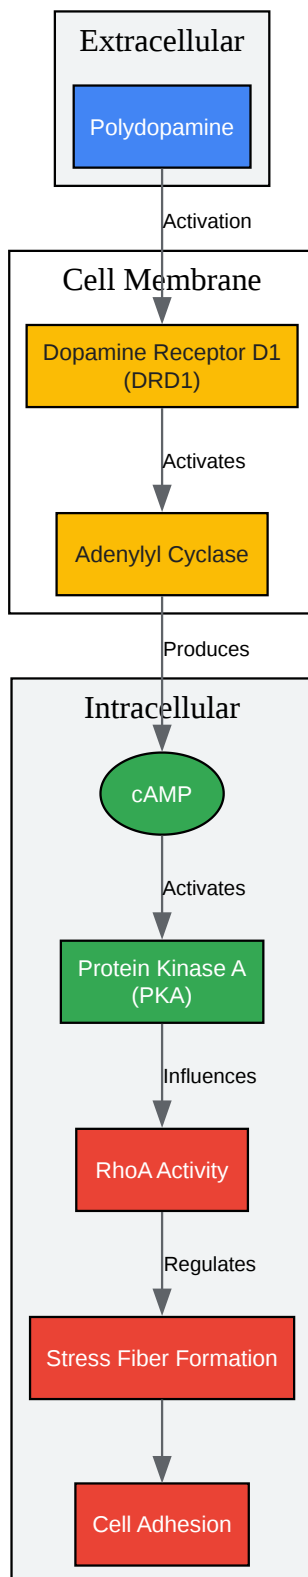 Extracellular
Polydopamine
Activation
Cell Membrane
Dopamine Receptor D1
(DRD1)
Activates
Adenylyl Cyclase
Produces
Intracellular
cAMP
Activates
Protein Kinase A
(PKA)
Influences
RhoA Activity
Regulates
Stress Fiber Formation
Cell Adhesion